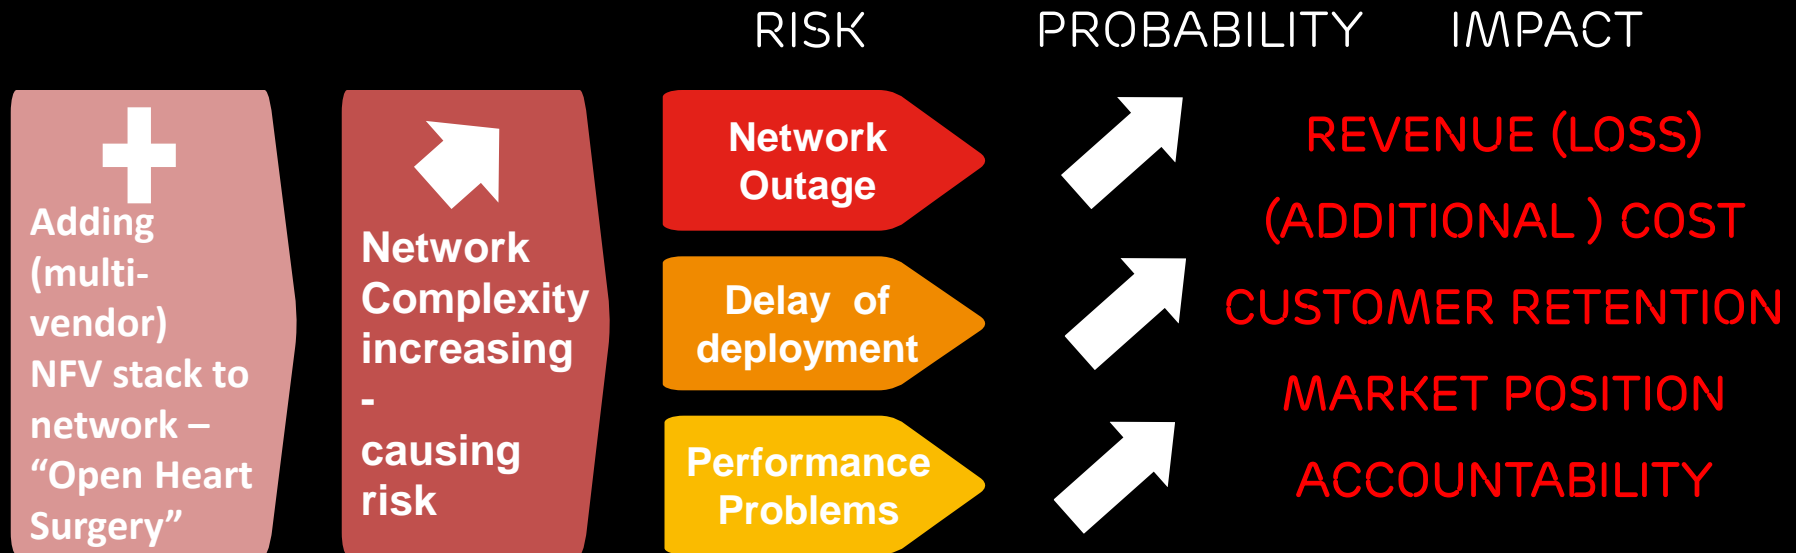 RISK PROBABILITY IMPACT
Adding
(multi-
vendor)
NFV stack to
network –
“Open Heart
Surgery”
Network
Complexity
increasing
-
causing
risk
Network
Outage
Delay of
deployment
Performance
Problems
REVENUE (LOSS)
(ADDITIONAL ) COST
CUSTOMER RETENTION
MARKET POSITION
ACCOUNTABILITY